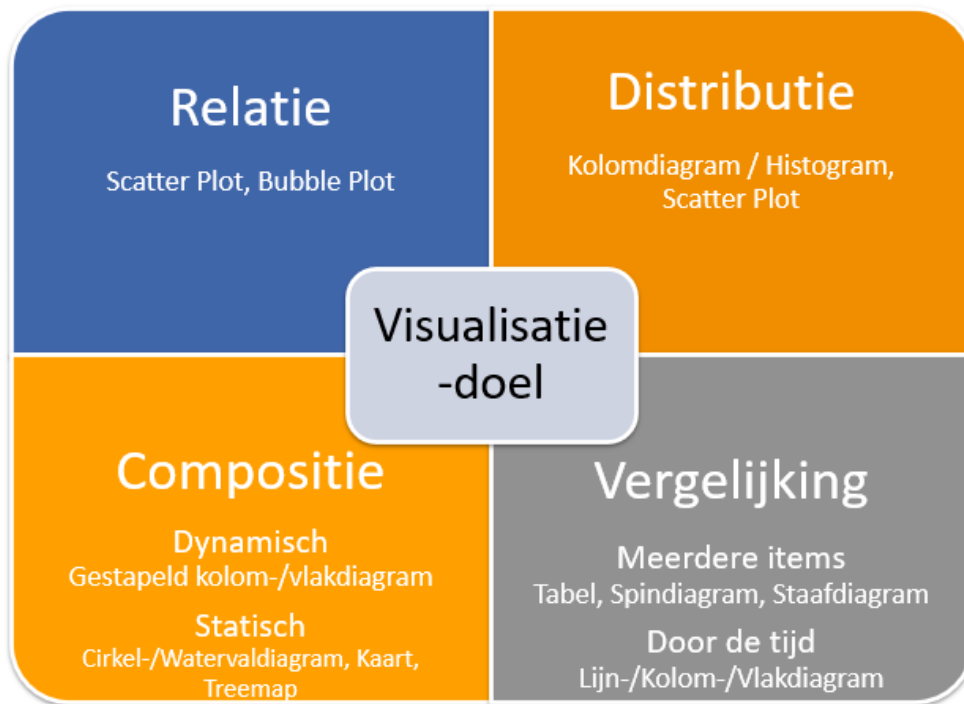 Relatie
Scatter Plot, Bubble Plot
Distributie
Kolomdiagram / Histogram,
Scatter Plot
Visualisatie
-doel
Compositie
Dynamisch
Gestapeld kolom-/vlakdiagram
Statisch
Cirkel-/Watervaldiagram, Kaart,
Treemap
Vergelijking
Meerdere items
Tabel, Spindiagram, Staafdiagram
Door de tijd
Lijn-/Kolom-/Vlakdiagram